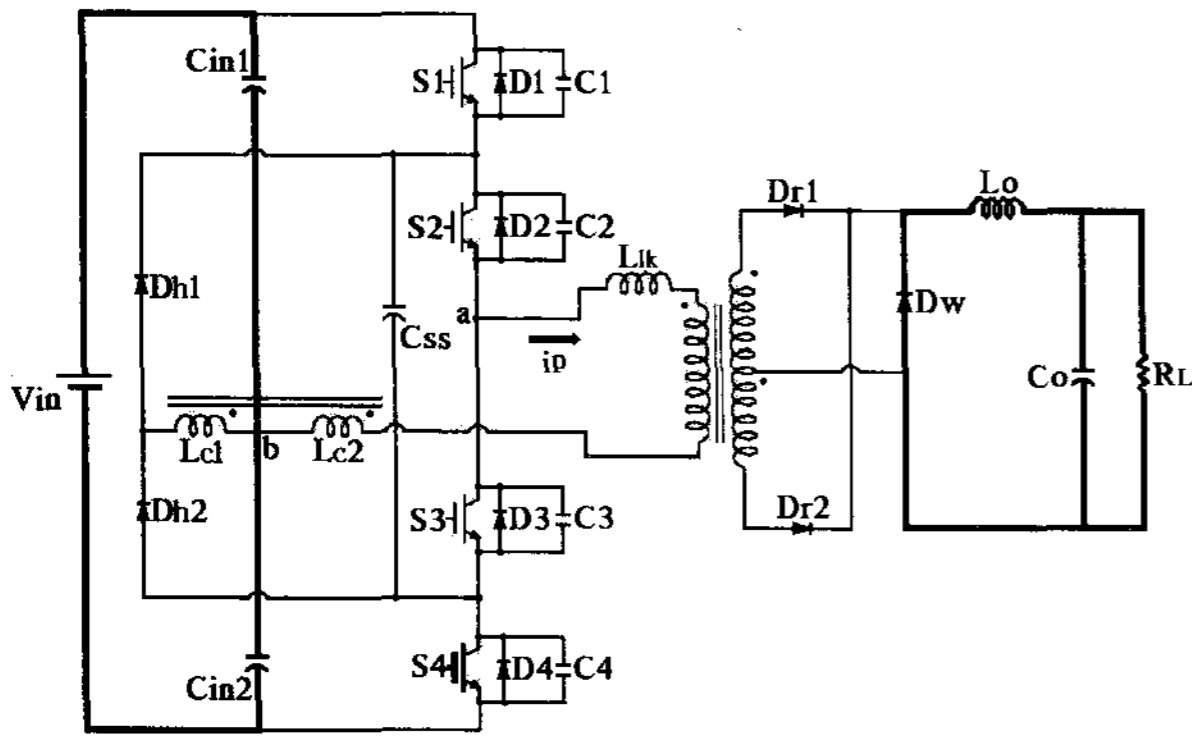 Cin1
S1
D1
C1
S2
D2
C2
Dr1
Lo
Llk
Dh1
Css
a
ip
Dw
Co
RL
Vin
Lc1
b
Lc2
Dh2
S3
D3
C3
Dr2
S4
D4
C4
Cin2